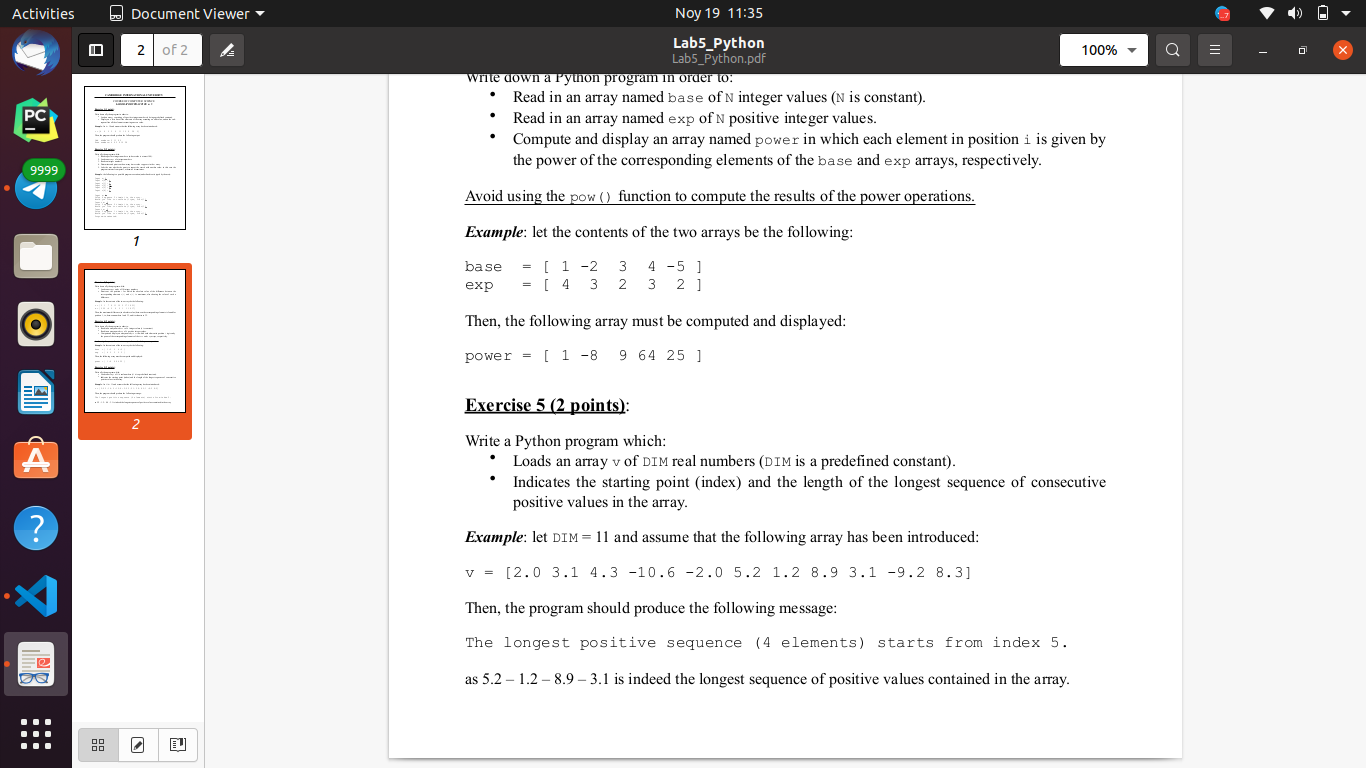 Activities
Document Viewer
Noy 19 11:35
2 of 2
Lab5_Python
Lab5_Python.pdf
100%
PC
9999
1
2
Write down a Python program in order to:
• Read in an array named base of N integer values (N is constant).
• Read in an array named exp of N positive integer values.
• Compute and display an array named power in which each element in position i is given by
the power of the corresponding elements of the base and exp arrays, respectively.
Avoid using the pow() function to compute the results of the power operations.
Example: let the contents of the two arrays be the following:
base = [ 1 -2 3 4 -5 ]
exp = [ 4 3 2 3 2 ]
Then, the following array must be computed and displayed:
power = [ 1 -8 9 64 25 ]
Exercise 5 (2 points):
Write a Python program which:
• Loads an array v of DIM real numbers (DIM is a predefined constant).
• Indicates the starting point (index) and the length of the longest sequence of consecutive
positive values in the array.
Example: let DIM = 11 and assume that the following array has been introduced:
v = [2.0 3.1 4.3 -10.6 -2.0 5.2 1.2 8.9 3.1 -9.2 8.3]
Then, the program should produce the following message:
The longest positive sequence (4 elements) starts from index 5.
as 5.2 – 1.2 – 8.9 – 3.1 is indeed the longest sequence of positive values contained in the array.